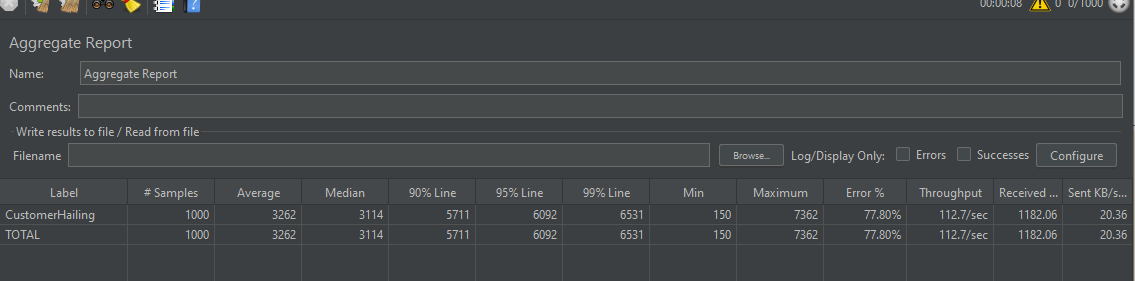 00:00:08 0 0/1000
Aggregate Report
Name: Aggregate Report
Comments:
Write results to file / Read from file
Filename Browse... Log/Display Only: Errors Successes Configure
Label # Samples Average Median 90% Line 95% Line 99% Line Min Maximum Error % Throughput Received ... Sent KB/s...
CustomerHailing 1000 3262 3114 5711 6092 6531 150 7362 77.80% 112.7/sec 1182.06 20.36
TOTAL 1000 3262 3114 5711 6092 6531 150 7362 77.80% 112.7/sec 1182.06 20.36